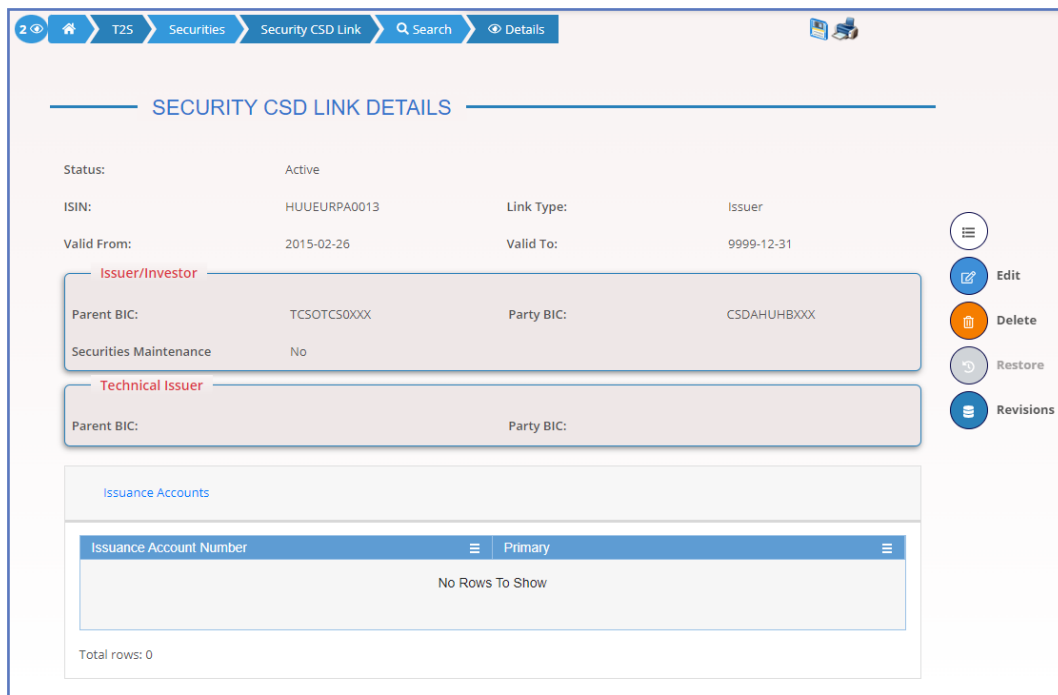 2 T2S Securities Security CSD Link Search Details
SECURITY CSD LINK DETAILS
Status: Active
ISIN: HUUEURPA0013 Link Type: Issuer
Valid From: 2015-02-26 Valid To: 9999-12-31
Issuer/Investor
Parent BIC: TCSOTCS0XXX Party BIC: CSDAHUHBXXX
Securities Maintenance No
Technical Issuer
Parent BIC: Party BIC:
Edit
Delete
Restore
Revisions
Issuance Accounts
Issuance Account Number Primary
No Rows To Show
Total rows: 0